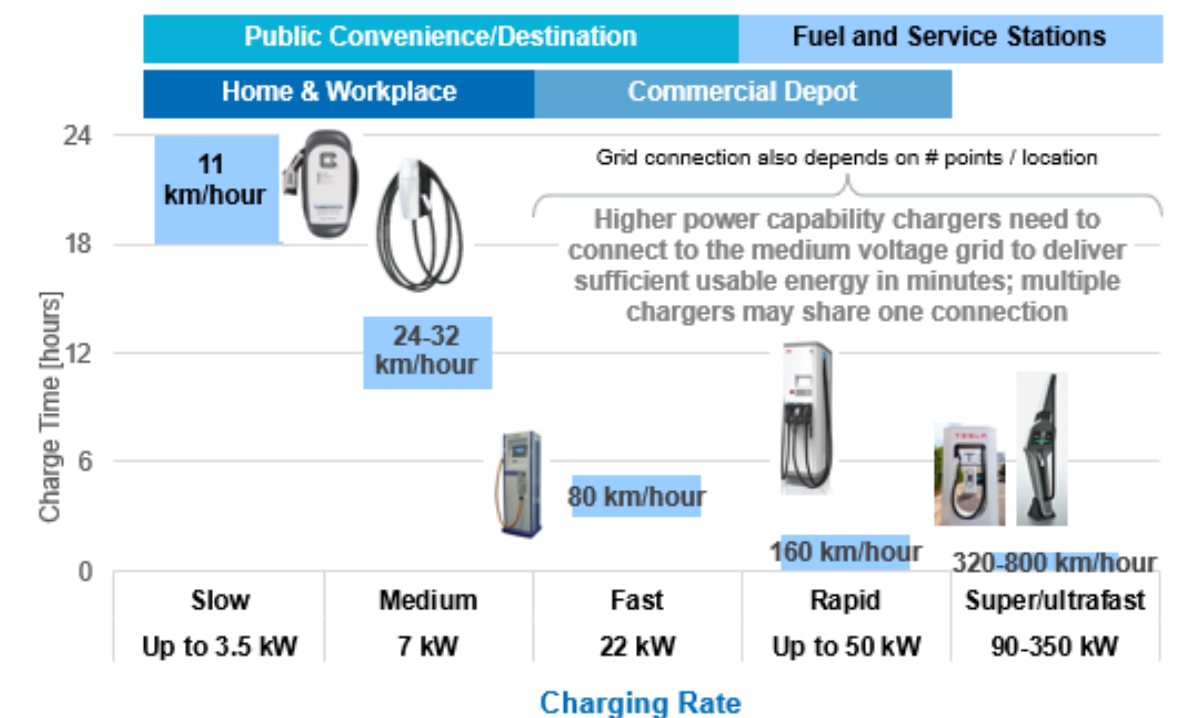 Public Convenience/Destination
Fuel and Service Stations
Home & Workplace
Commercial Depot
24
18
12
6
0
Charge Time [hours]
11
km/hour
24-32
km/hour
80 km/hour
160 km/hour
320-800 km/hour
Grid connection also depends on # points / location
Higher power capability chargers need to
connect to the medium voltage grid to deliver
sufficient usable energy in minutes; multiple
chargers may share one connection
TESLA
Slow
Medium
Fast
Rapid
Super/ultrafast
Up to 3.5 kW
7 kW
22 kW
Up to 50 kW
90-350 kW
Charging Rate